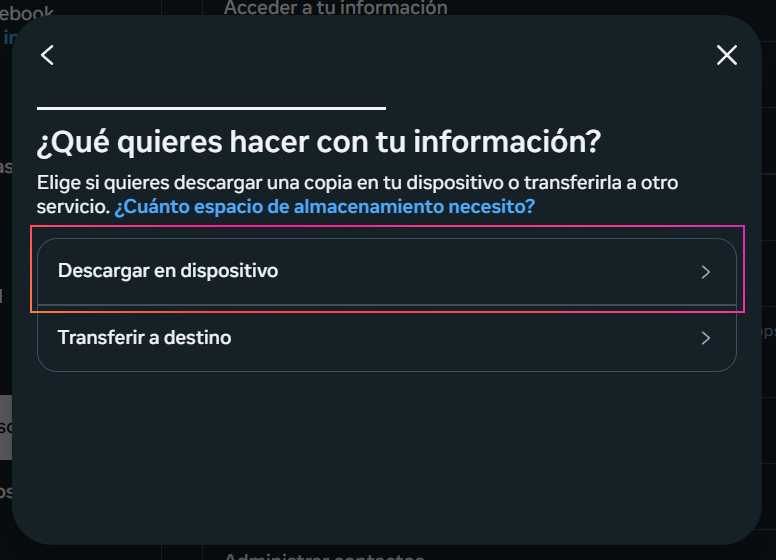 ebook
Acceder a tu información
in
¿Qué quieres hacer con tu información?
Elige si quieres descargar una copia en tu dispositivo o transferirla a otro
servicio. ¿Cuánto espacio de almacenamiento necesito?
Descargar en dispositivo
Transferir a destino
Administrar contactos